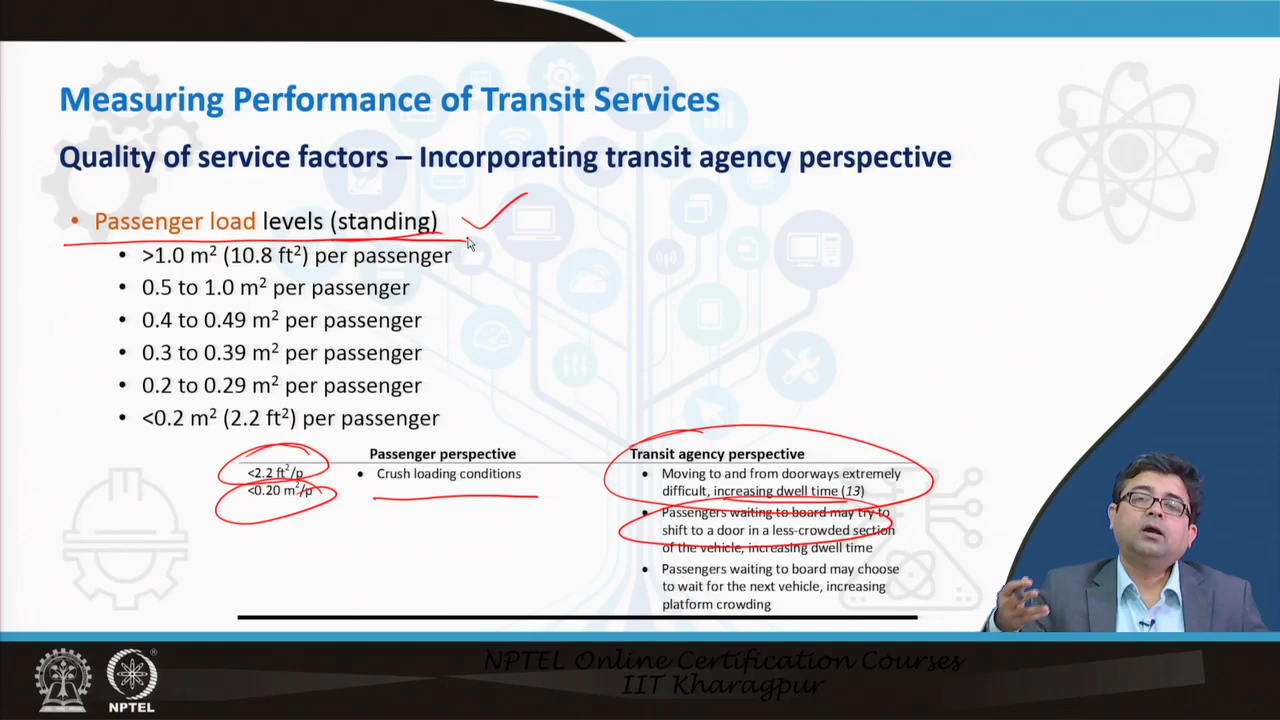 Measuring Performance of Transit Services
Quality of service factors – Incorporating transit agency perspective
• Passenger load levels (standing)
• >1.0 m² (10.8 ft²) per passenger
• 0.5 to 1.0 m² per passenger
• 0.4 to 0.49 m² per passenger
• 0.3 to 0.39 m² per passenger
• 0.2 to 0.29 m² per passenger
• <0.2 m² (2.2 ft²) per passenger
Passenger perspective
Transit agency perspective
<2.2 ft²/p
<0.20 m²/p
• Crush loading conditions
• Moving to and from doorways extremely
difficult, increasing dwell time (13)
• Passengers waiting to board may try to
shift to a door in a less-crowded section
of the vehicle, increasing dwell time
• Passengers waiting to board may choose
to wait for the next vehicle, increasing
platform crowding
NPTEL
NPTEL Online Certification Courses
IIT Kharagpur